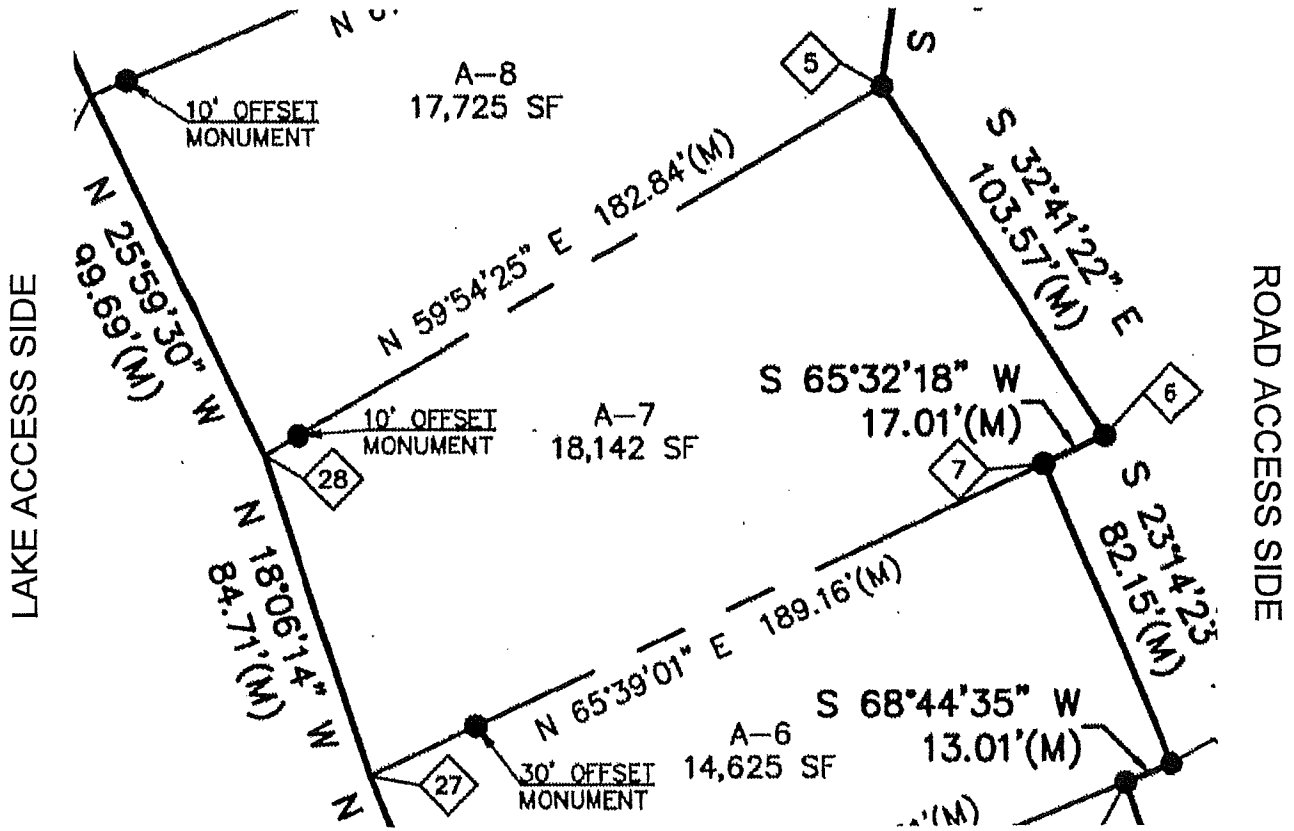 A-8
17,725 SF
5
S
10' OFFSET
MONUMENT
N 25°59'30" W
99.69'(M)
N 59°54'25" E 182.84'(M)
S 32°41'22" E
103.57'(M)
LAKE ACCESS SIDE
ROAD ACCESS SIDE
10' OFFSET
MONUMENT
A-7
18,142 SF
S 65°32'18" W
17.01'(M)
6
7
28
N 18°06'14" W
84.71'(M)
S 23°14'23
82.15'(M)
N 65°39'01" E 189.16'(M)
S 68°44'35" W
13.01'(M)
A-6
14,625 SF
30' OFFSET
MONUMENT
27
N
'(M)